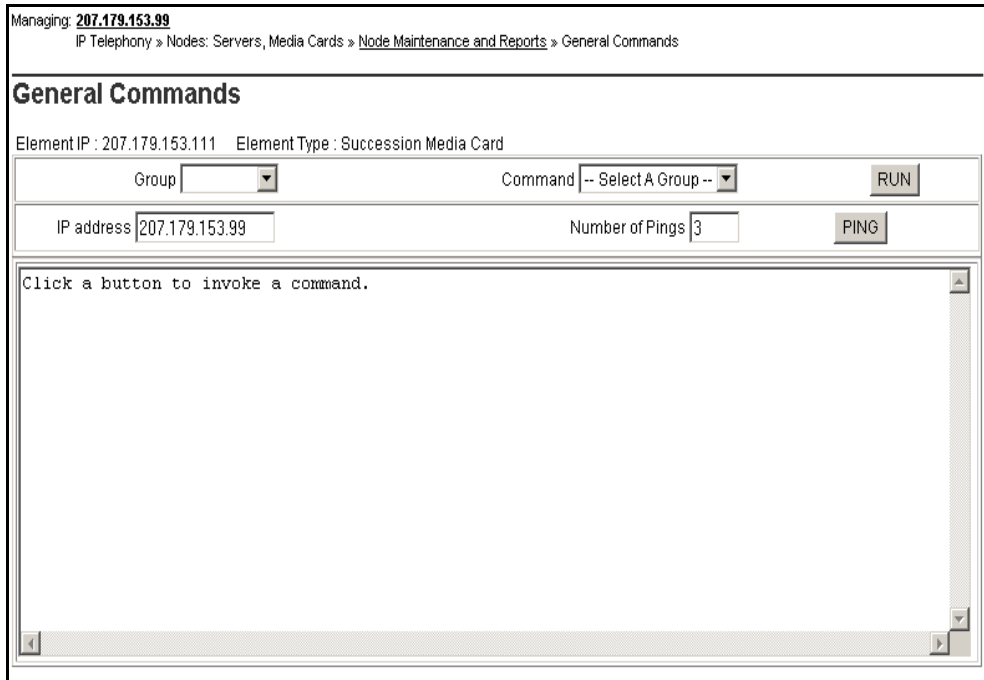 Managing: 207.179.153.99
IP Telephony » Nodes: Servers, Media Cards » Node Maintenance and Reports » General Commands
General Commands
Element IP : 207.179.153.111 Element Type : Succession Media Card
Group Command -- Select A Group -- RUN
IP address 207.179.153.99 Number of Pings 3 PING
Click a button to invoke a command.